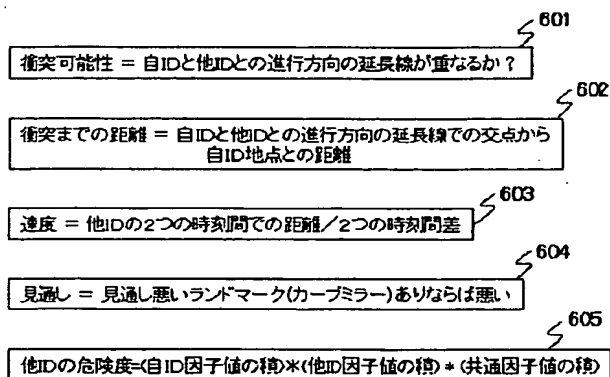 601
衝突可能性 = 自IDと他IDとの進行方向の延長線が重なるか？
602
衝突までの距離 = 自IDと他IDとの進行方向の延長線での交点から
自ID地点との距離
603
速度 = 他IDの2つの時刻間での距離/2つの時刻間差
604
見通し = 見通し悪いランドマーク(カーブミラー)ありならば悪い
605
他IDの危険度=(自ID因子値の積)*(他ID因子値の積)*(共通因子値の積)